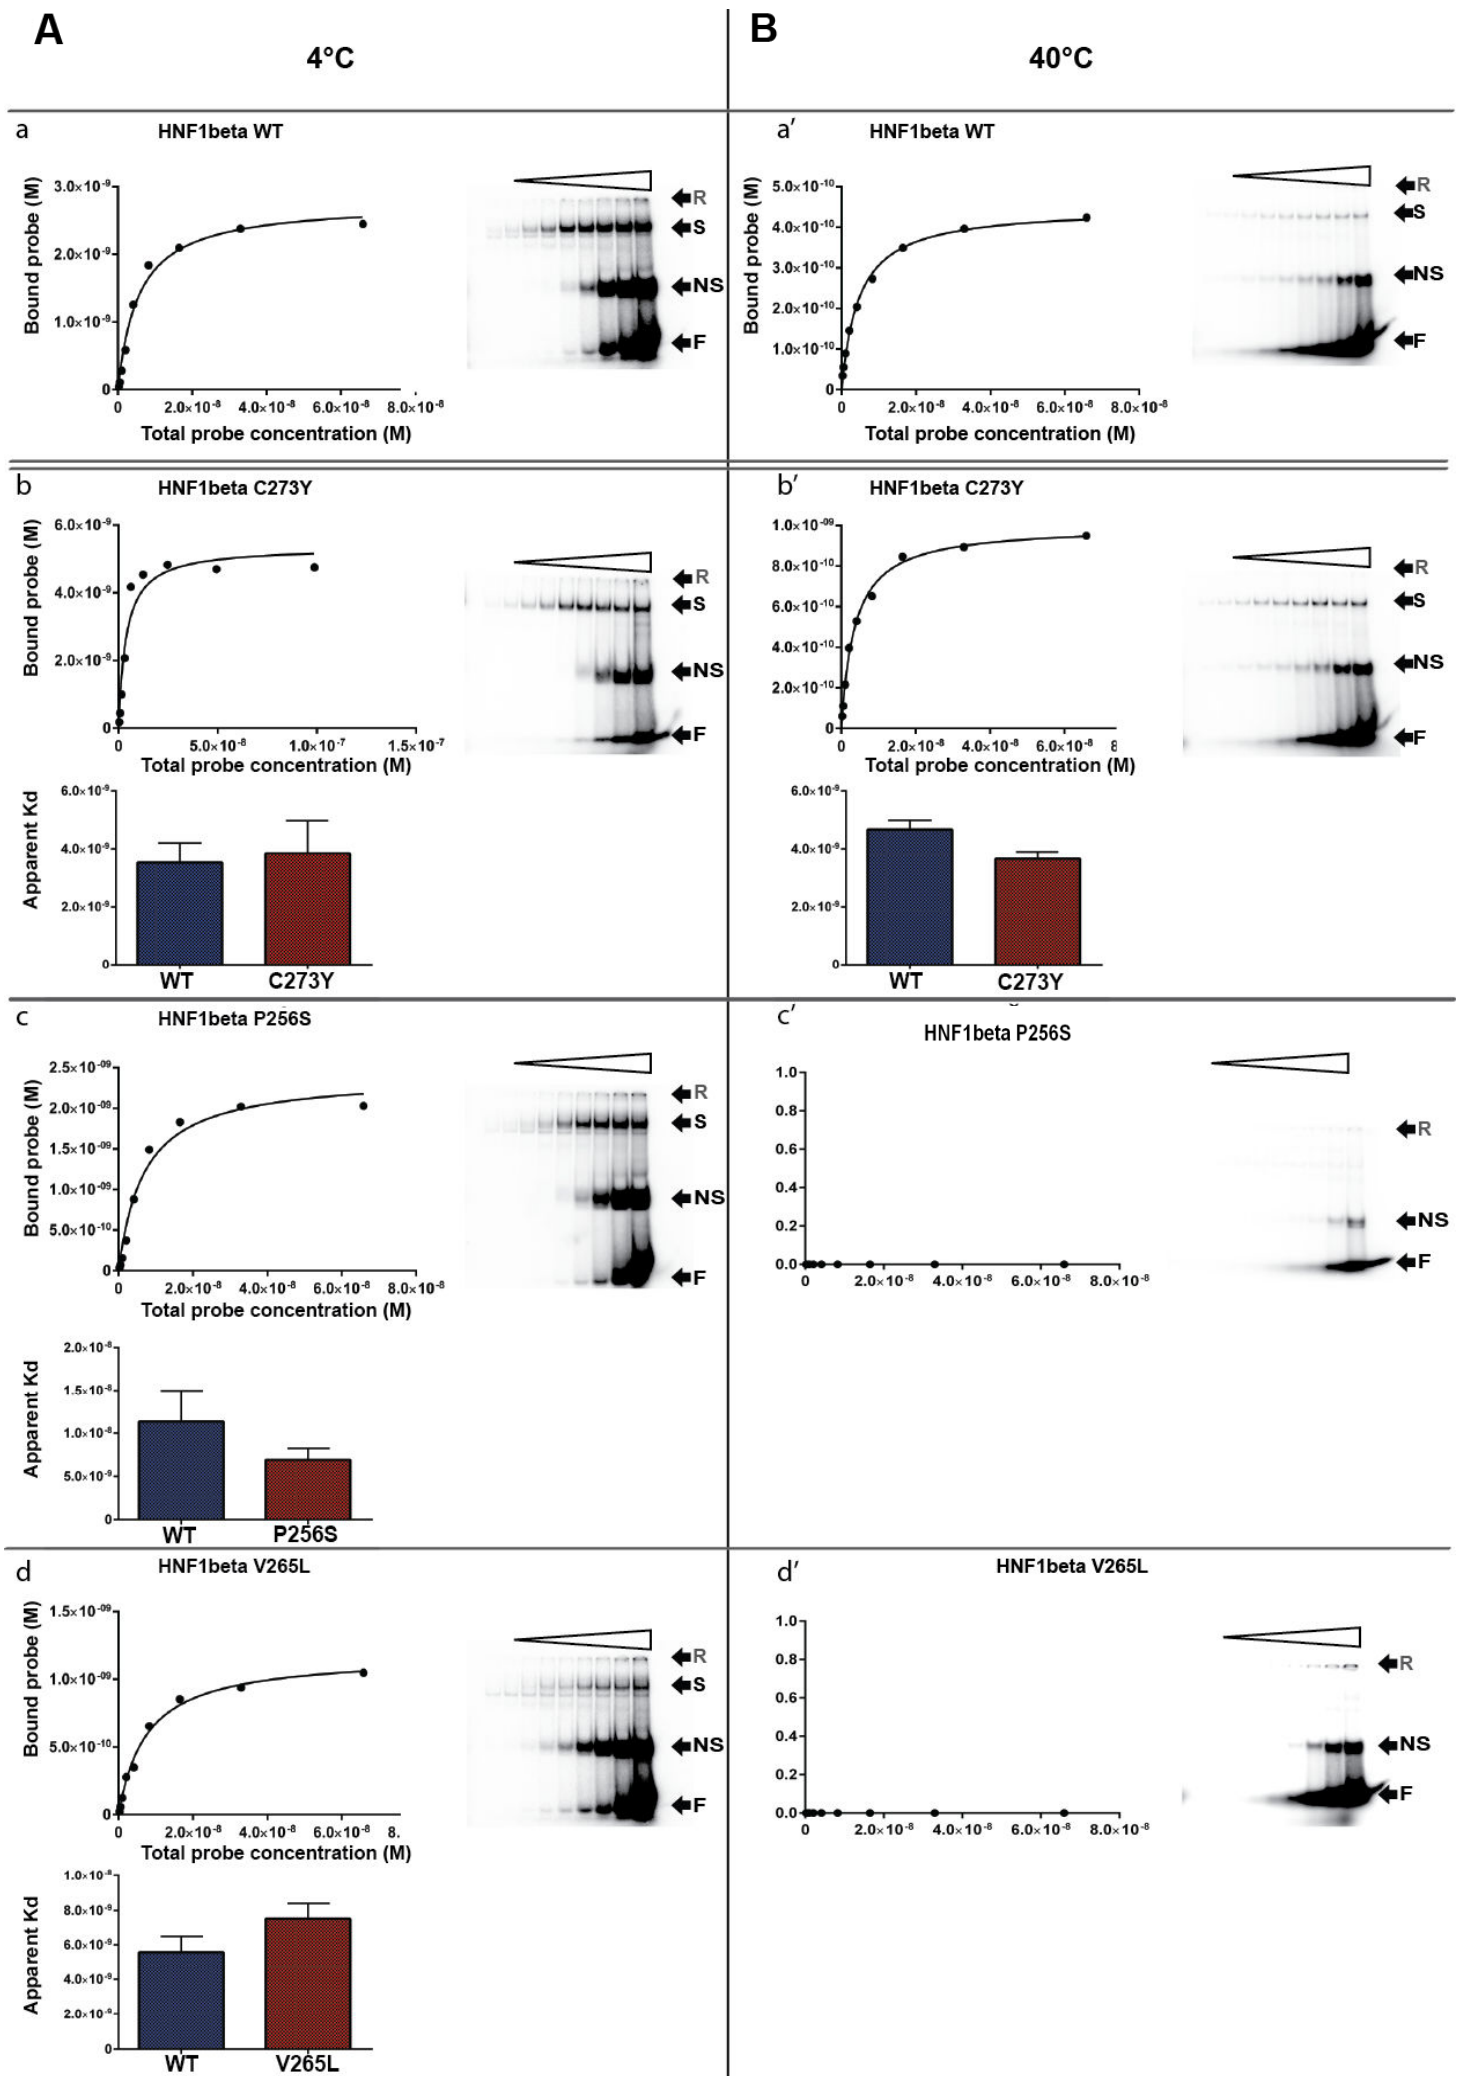 A
4°C
B
40°C
a
HNF1beta WT
Bound probe (M)
3.0×10⁻⁹
2.0×10⁻⁹
1.0×10⁻⁹
0
0 2.0×10⁻⁸ 4.0×10⁻⁸ 6.0×10⁻⁸ 8.0×10⁻⁸
Total probe concentration (M)
R
S
NS
F
a′
HNF1beta WT
Bound probe (M)
5.0×10⁻¹⁰
4.0×10⁻¹⁰
3.0×10⁻¹⁰
2.0×10⁻¹⁰
1.0×10⁻¹⁰
0
0 2.0×10⁻⁸ 4.0×10⁻⁸ 6.0×10⁻⁸ 8.0×10⁻⁸
Total probe concentration (M)
R
S
NS
F
b
HNF1beta C273Y
Bound probe (M)
6.0×10⁻⁹
4.0×10⁻⁹
2.0×10⁻⁹
0
0 5.0×10⁻⁸ 1.0×10⁻⁷ 1.5×10⁻⁷
Total probe concentration (M)
R
S
NS
F
Apparent Kd
6.0×10⁻⁹
4.0×10⁻⁹
2.0×10⁻⁹
0
WT C273Y
b′
HNF1beta C273Y
1.0×10⁻⁰⁹
8.0×10⁻¹⁰
6.0×10⁻¹⁰
4.0×10⁻¹⁰
2.0×10⁻¹⁰
0
0 2.0×10⁻⁸ 4.0×10⁻⁸ 6.0×10⁻⁸ 8
Total probe concentration (M)
R
S
NS
F
6.0×10⁻⁹
4.0×10⁻⁹
2.0×10⁻⁹
0
WT C273Y
c
HNF1beta P256S
Bound probe (M)
2.5×10⁻⁰⁹
2.0×10⁻⁰⁹
1.5×10⁻⁰⁹
1.0×10⁻⁰⁹
5.0×10⁻¹⁰
0
0 2.0×10⁻⁸ 4.0×10⁻⁸ 6.0×10⁻⁸ 8.0×10⁻⁸
Total probe concentration (M)
R
S
NS
F
Apparent Kd
2.0×10⁻⁸
1.5×10⁻⁸
1.0×10⁻⁸
5.0×10⁻⁹
0
WT P256S
c′
HNF1beta P256S
1.0
0.8
0.6
0.4
0.2
0.0
0 2.0×10⁻⁸ 4.0×10⁻⁸ 6.0×10⁻⁸ 8.0×10⁻⁸
R
NS
F
d
HNF1beta V265L
Bound probe (M)
1.5×10⁻⁰⁹
1.0×10⁻⁰⁹
5.0×10⁻¹⁰
0
0 2.0×10⁻⁸ 4.0×10⁻⁸ 6.0×10⁻⁸ 8.
Total probe concentration (M)
R
S
NS
F
Apparent Kd
1.0×10⁻⁸
8.0×10⁻⁹
6.0×10⁻⁹
4.0×10⁻⁹
2.0×10⁻⁹
0
WT V265L
d′
HNF1beta V265L
1.0
0.8
0.6
0.4
0.2
0.0
0 2.0×10⁻⁸ 4.0×10⁻⁸ 6.0×10⁻⁸ 8.0×10⁻⁸
R
NS
F